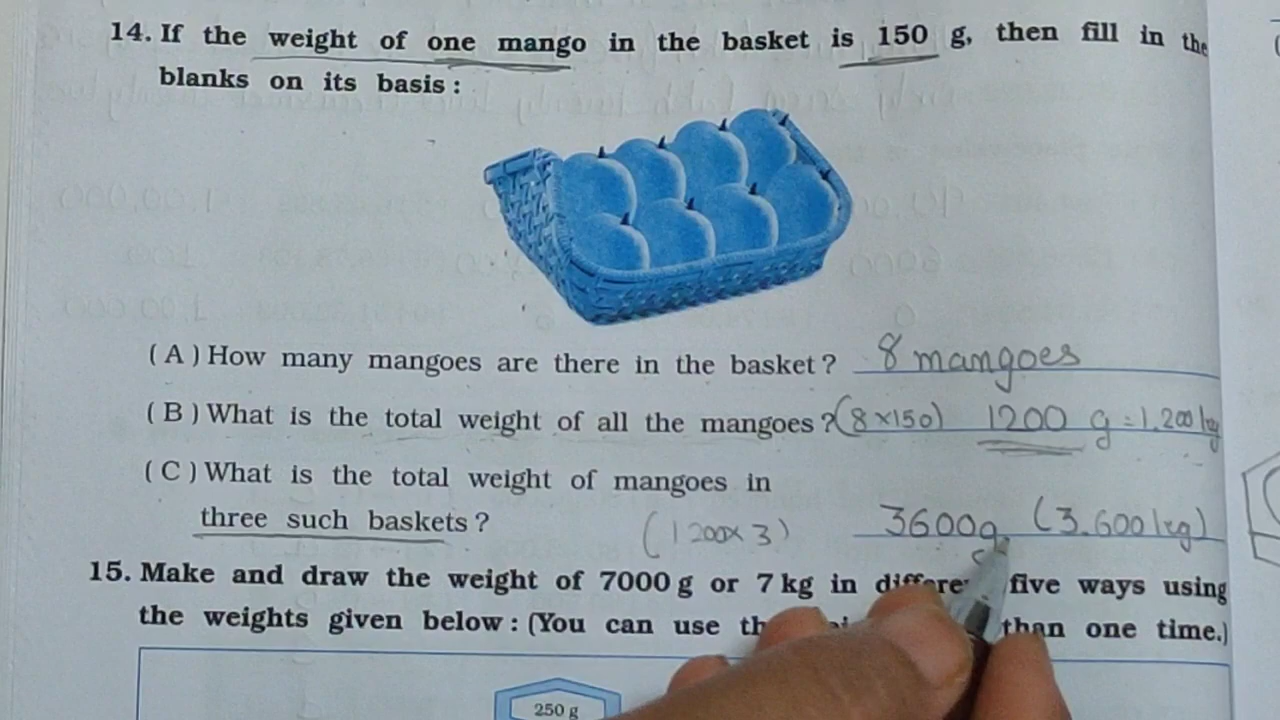 14. If the weight of one mango in the basket is 150 g, then fill in the
blanks on its basis :
( A ) How many mangoes are there in the basket ? 8 mangoes
( B ) What is the total weight of all the mangoes ? (8 x 150) 1200 g = 1.200 kg
( C ) What is the total weight of mangoes in
three such baskets ? (1200 x 3) 3600g (3.600 kg)
15. Make and draw the weight of 7000 g or 7 kg in five ways using
the weights given below : (You can use than one time.)
250 g